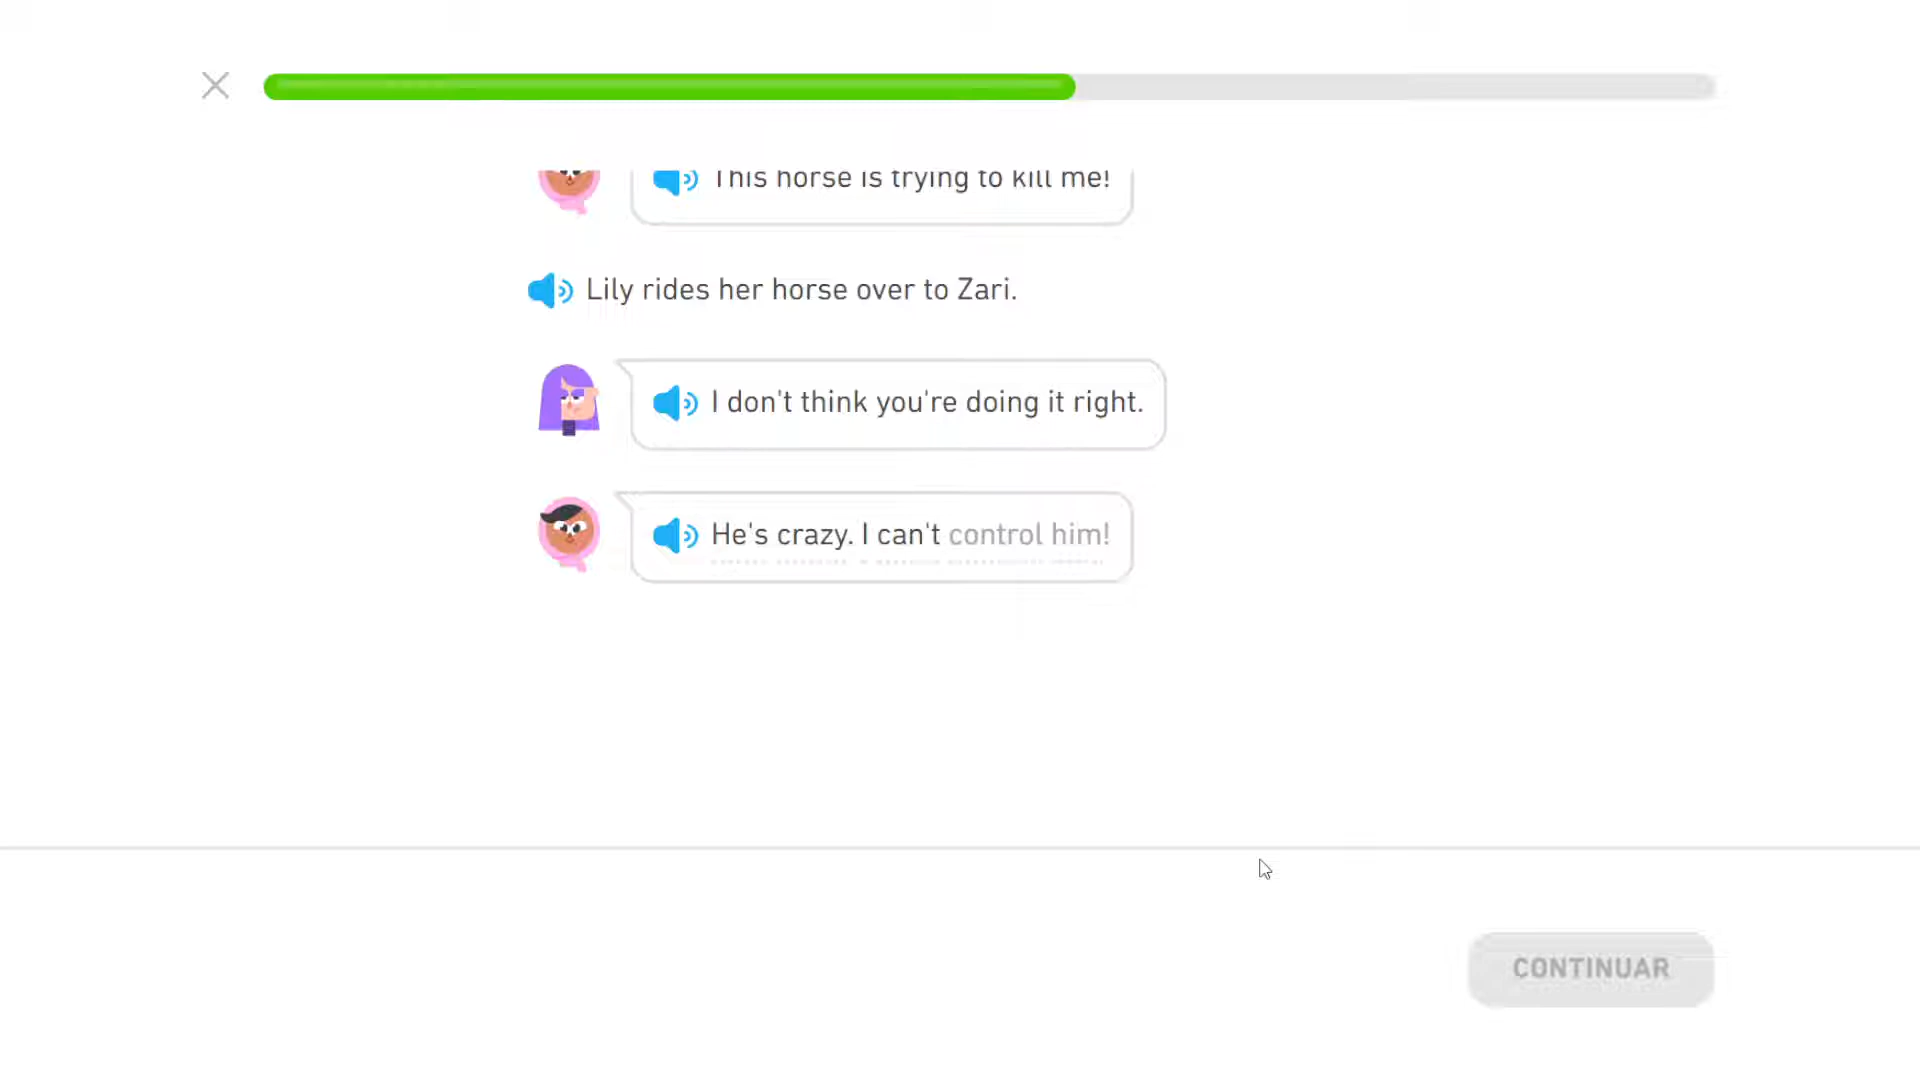 This horse is trying to kill me!
Lily rides her horse over to Zari.
I don't think you're doing it right.
He's crazy. I can't control him!
CONTINUAR